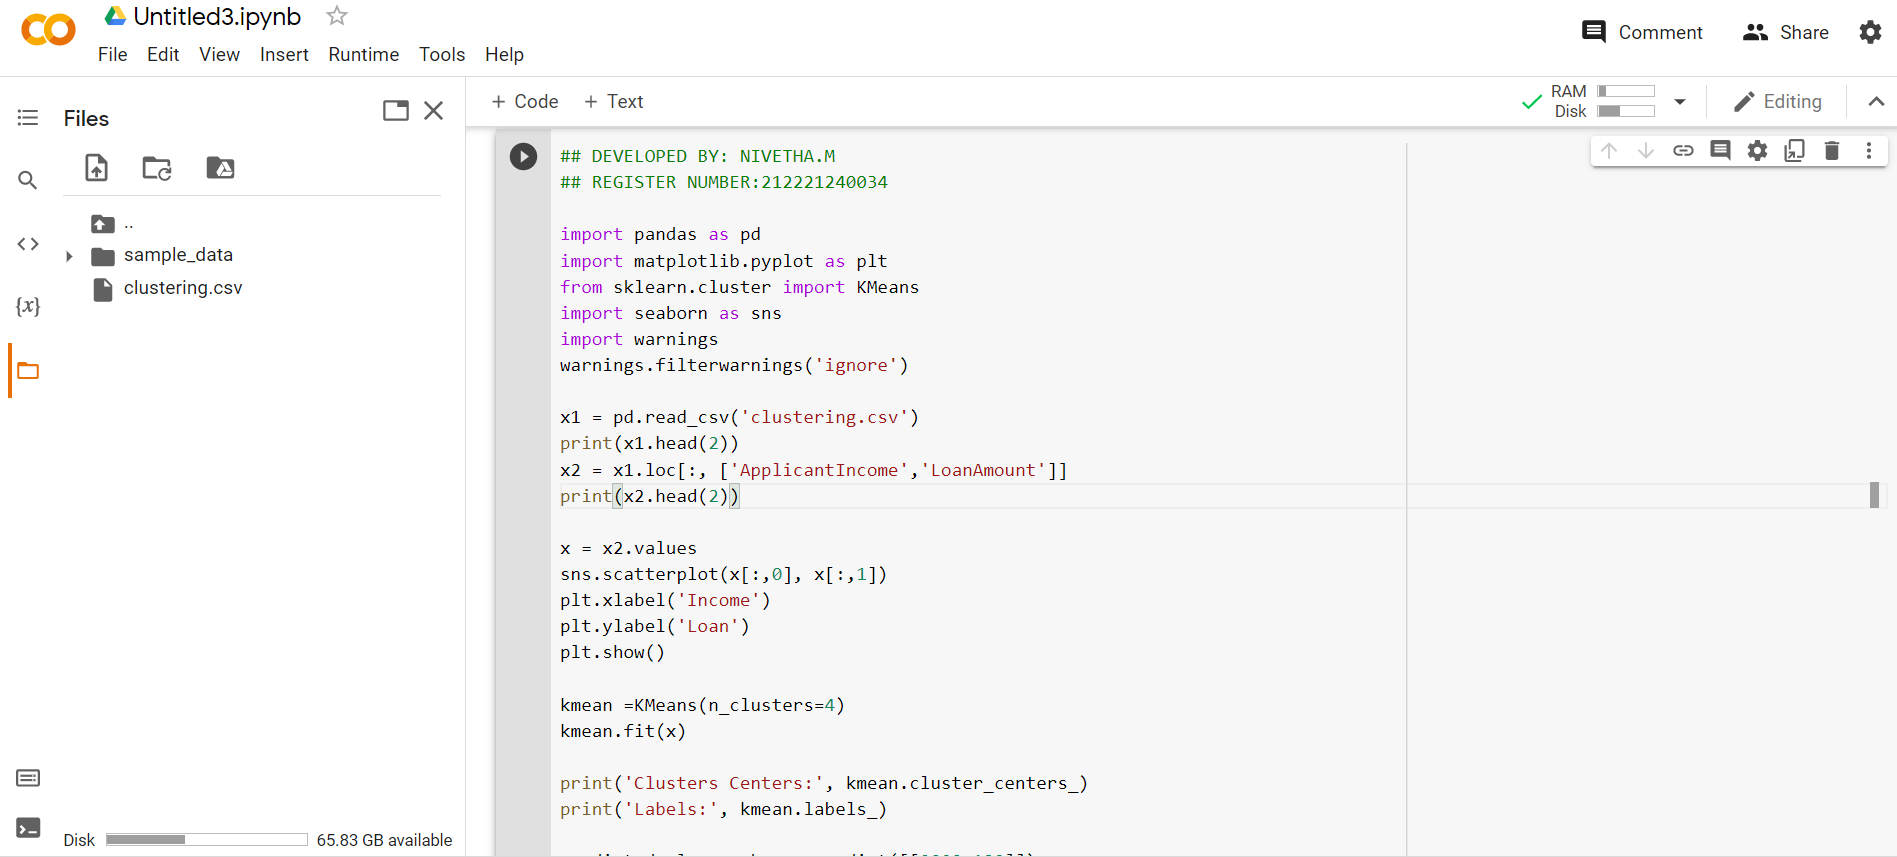 Untitled3.ipynb
File Edit View Insert Runtime Tools Help
Comment
Share
Files
+ Code + Text
RAM
Disk
Editing
..
sample_data
clustering.csv
{x}
Disk 65.83 GB available
## DEVELOPED BY: NIVETHA.M
## REGISTER NUMBER:212221240034
import pandas as pd
import matplotlib.pyplot as plt
from sklearn.cluster import KMeans
import seaborn as sns
import warnings
warnings.filterwarnings('ignore')
x1 = pd.read_csv('clustering.csv')
print(x1.head(2))
x2 = x1.loc[:, ['ApplicantIncome','LoanAmount']]
print(x2.head(2))
x = x2.values
sns.scatterplot(x[:,0], x[:,1])
plt.xlabel('Income')
plt.ylabel('Loan')
plt.show()
kmean =KMeans(n_clusters=4)
kmean.fit(x)
print('Clusters Centers:', kmean.cluster_centers_)
print('Labels:', kmean.labels_)